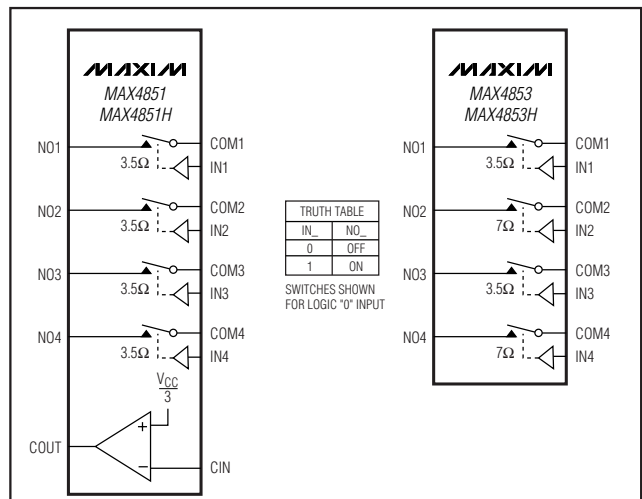 MAXIM
MAX4851
MAX4851H
NO1
COM1
3.5Ω
IN1
NO2
COM2
3.5Ω
IN2
NO3
COM3
3.5Ω
IN3
NO4
COM4
3.5Ω
IN4
VCC
3
+
COUT
−
CIN
TRUTH TABLE
IN_ NO_
0 OFF
1 ON
SWITCHES SHOWN
FOR LOGIC "0" INPUT
MAXIM
MAX4853
MAX4853H
NO1
COM1
3.5Ω
IN1
NO2
COM2
7Ω
IN2
NO3
COM3
3.5Ω
IN3
NO4
COM4
7Ω
IN4